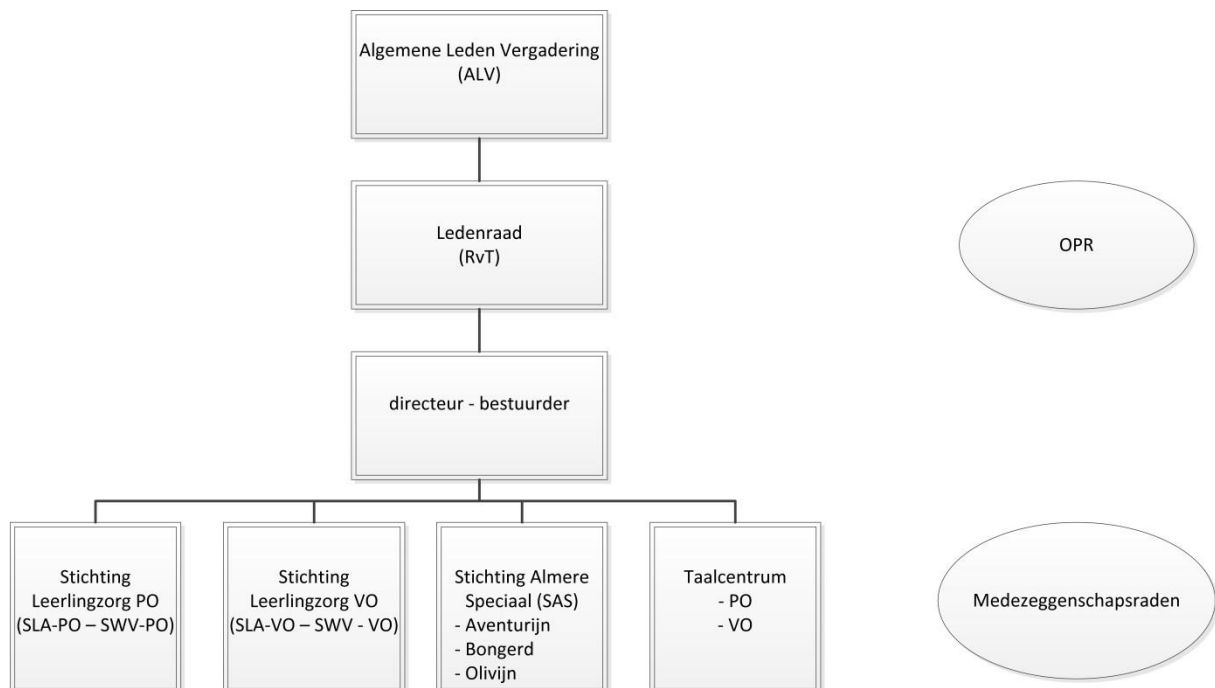 Algemene Leden Vergadering
(ALV)
Ledenraad
(RvT)
OPR
directeur - bestuurder
Stichting
Leerlingzorg PO
(SLA-PO – SWV-PO)
Stichting
Leerlingzorg VO
(SLA-VO – SWV - VO)
Stichting Almere
Speciaal (SAS)
- Aventurijn
- Bongerd
- Olivijn
Taalcentrum
- PO
- VO
Medezeggenschapsraden